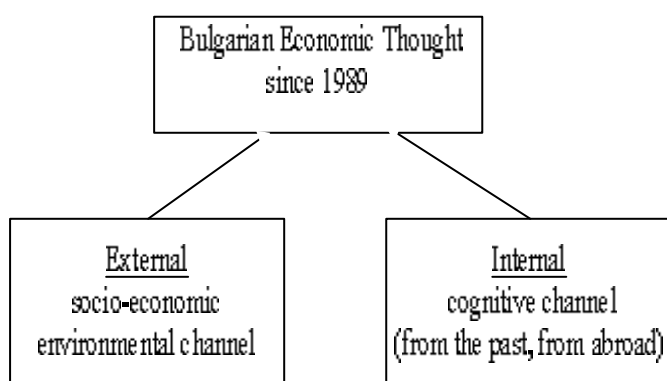 Bulgarian Economic Thought
since 1989
External
socio-economic
environmental channel
Internal
cognitive channel
(from the past, from abroad)